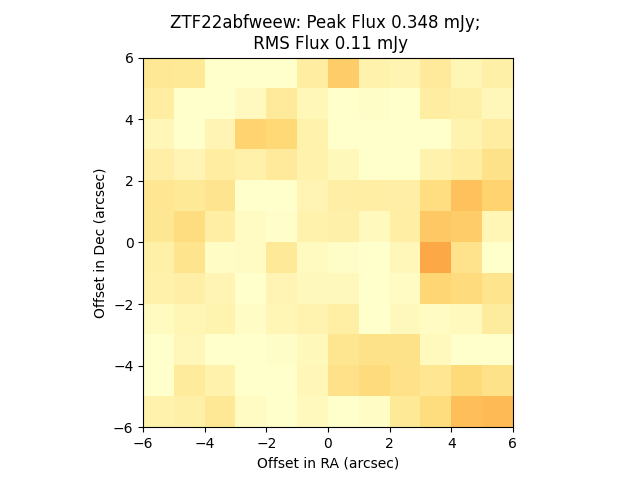 ZTF22abfweew: Peak Flux 0.348 mJy;
RMS Flux 0.11 mJy
6
4
2
0
−2
−4
−6
Offset in Dec (arcsec)
−6 −4 −2 0 2 4 6
Offset in RA (arcsec)